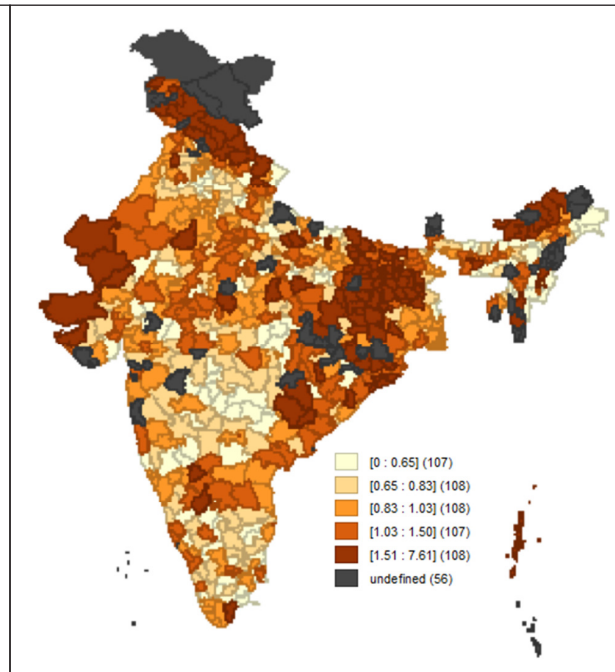 [0 : 0.65] (107)
[0.65 : 0.83] (108)
[0.83 : 1.03] (108)
[1.03 : 1.50] (107)
[1.51 : 7.61] (108)
undefined (56)